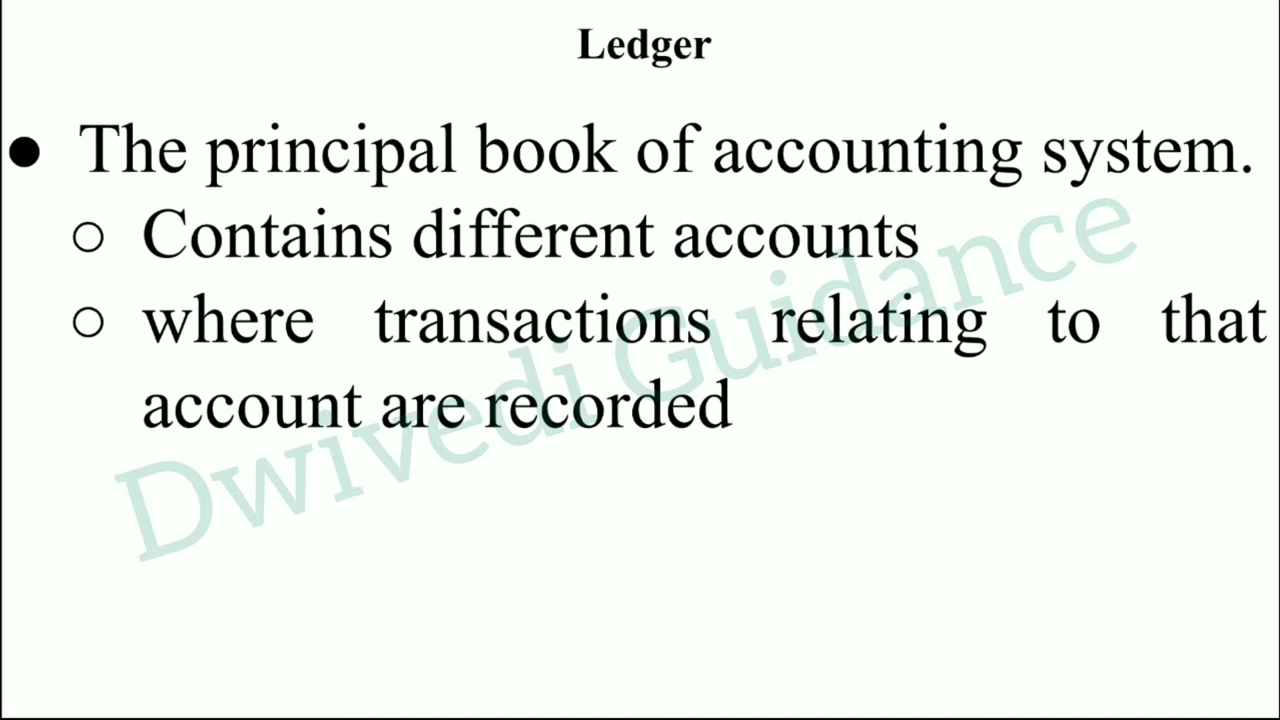 Ledger
● The principal book of accounting system.
○ Contains different accounts
○ where transactions relating to that
account are recorded
Dwivedi Guidance